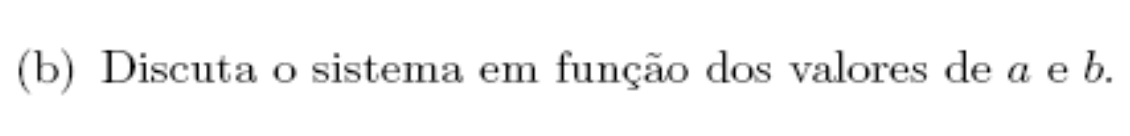 (b) Discuta o sistema em função dos valores de a e b.